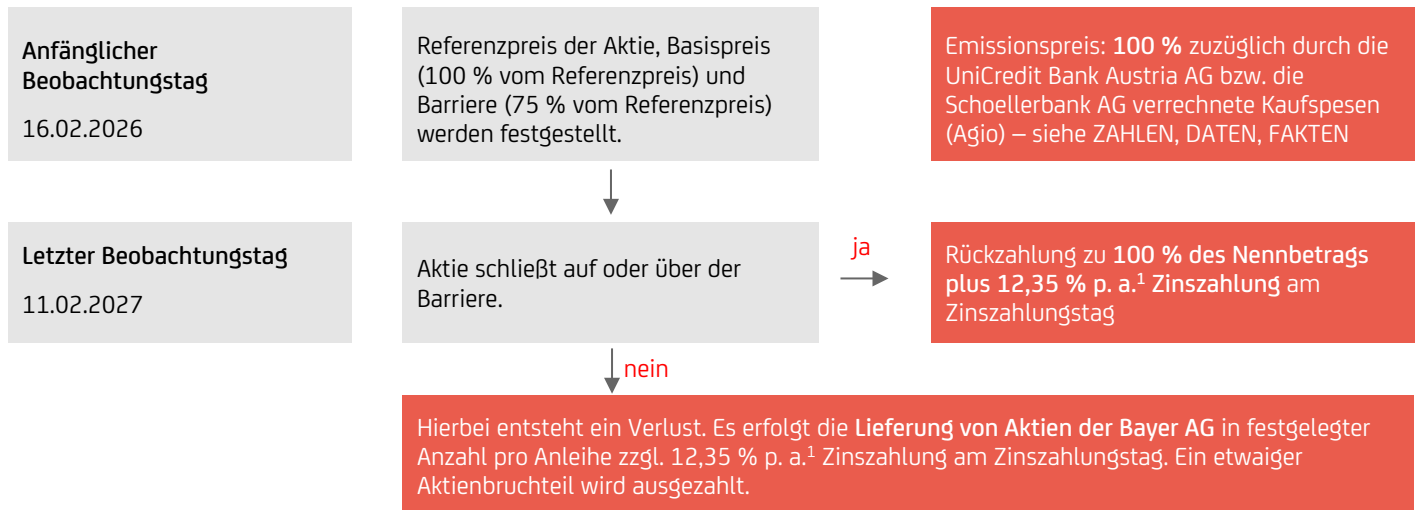 Anfänglicher
Beobachtungstag
16.02.2026
Referenzpreis der Aktie, Basispreis
(100 % vom Referenzpreis) und
Barriere (75 % vom Referenzpreis)
werden festgestellt.
Emissionspreis: 100 % zuzüglich durch die
UniCredit Bank Austria AG bzw. die
Schoellerbank AG verrechnete Kaufspesen
(Agio) – siehe ZAHLEN, DATEN, FAKTEN
Letzter Beobachtungstag
11.02.2027
Aktie schließt auf oder über der
Barriere.
ja
Rückzahlung zu 100 % des Nennbetrags
plus 12,35 % p. a.¹ Zinszahlung am
Zinszahlungstag
nein
Hierbei entsteht ein Verlust. Es erfolgt die Lieferung von Aktien der Bayer AG in festgelegter
Anzahl pro Anleihe zzgl. 12,35 % p. a.¹ Zinszahlung am Zinszahlungstag. Ein etwaiger
Aktienbruchteil wird ausgezahlt.